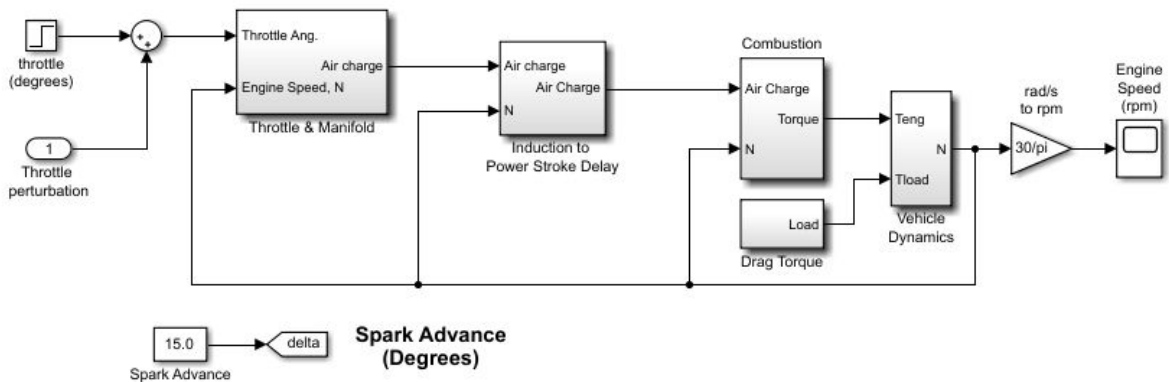 throttle
(degrees)
1
Throttle
perturbation
Throttle Ang.
Air charge
Engine Speed, N
Throttle & Manifold
Air charge
Air Charge
N
Induction to
Power Stroke Delay
Combustion
Air Charge
Torque
N
Load
Drag Torque
Teng
N
Tload
Vehicle
Dynamics
rad/s
to rpm
30/pi
Engine
Speed
(rpm)
15.0
Spark Advance
delta
Spark Advance
(Degrees)